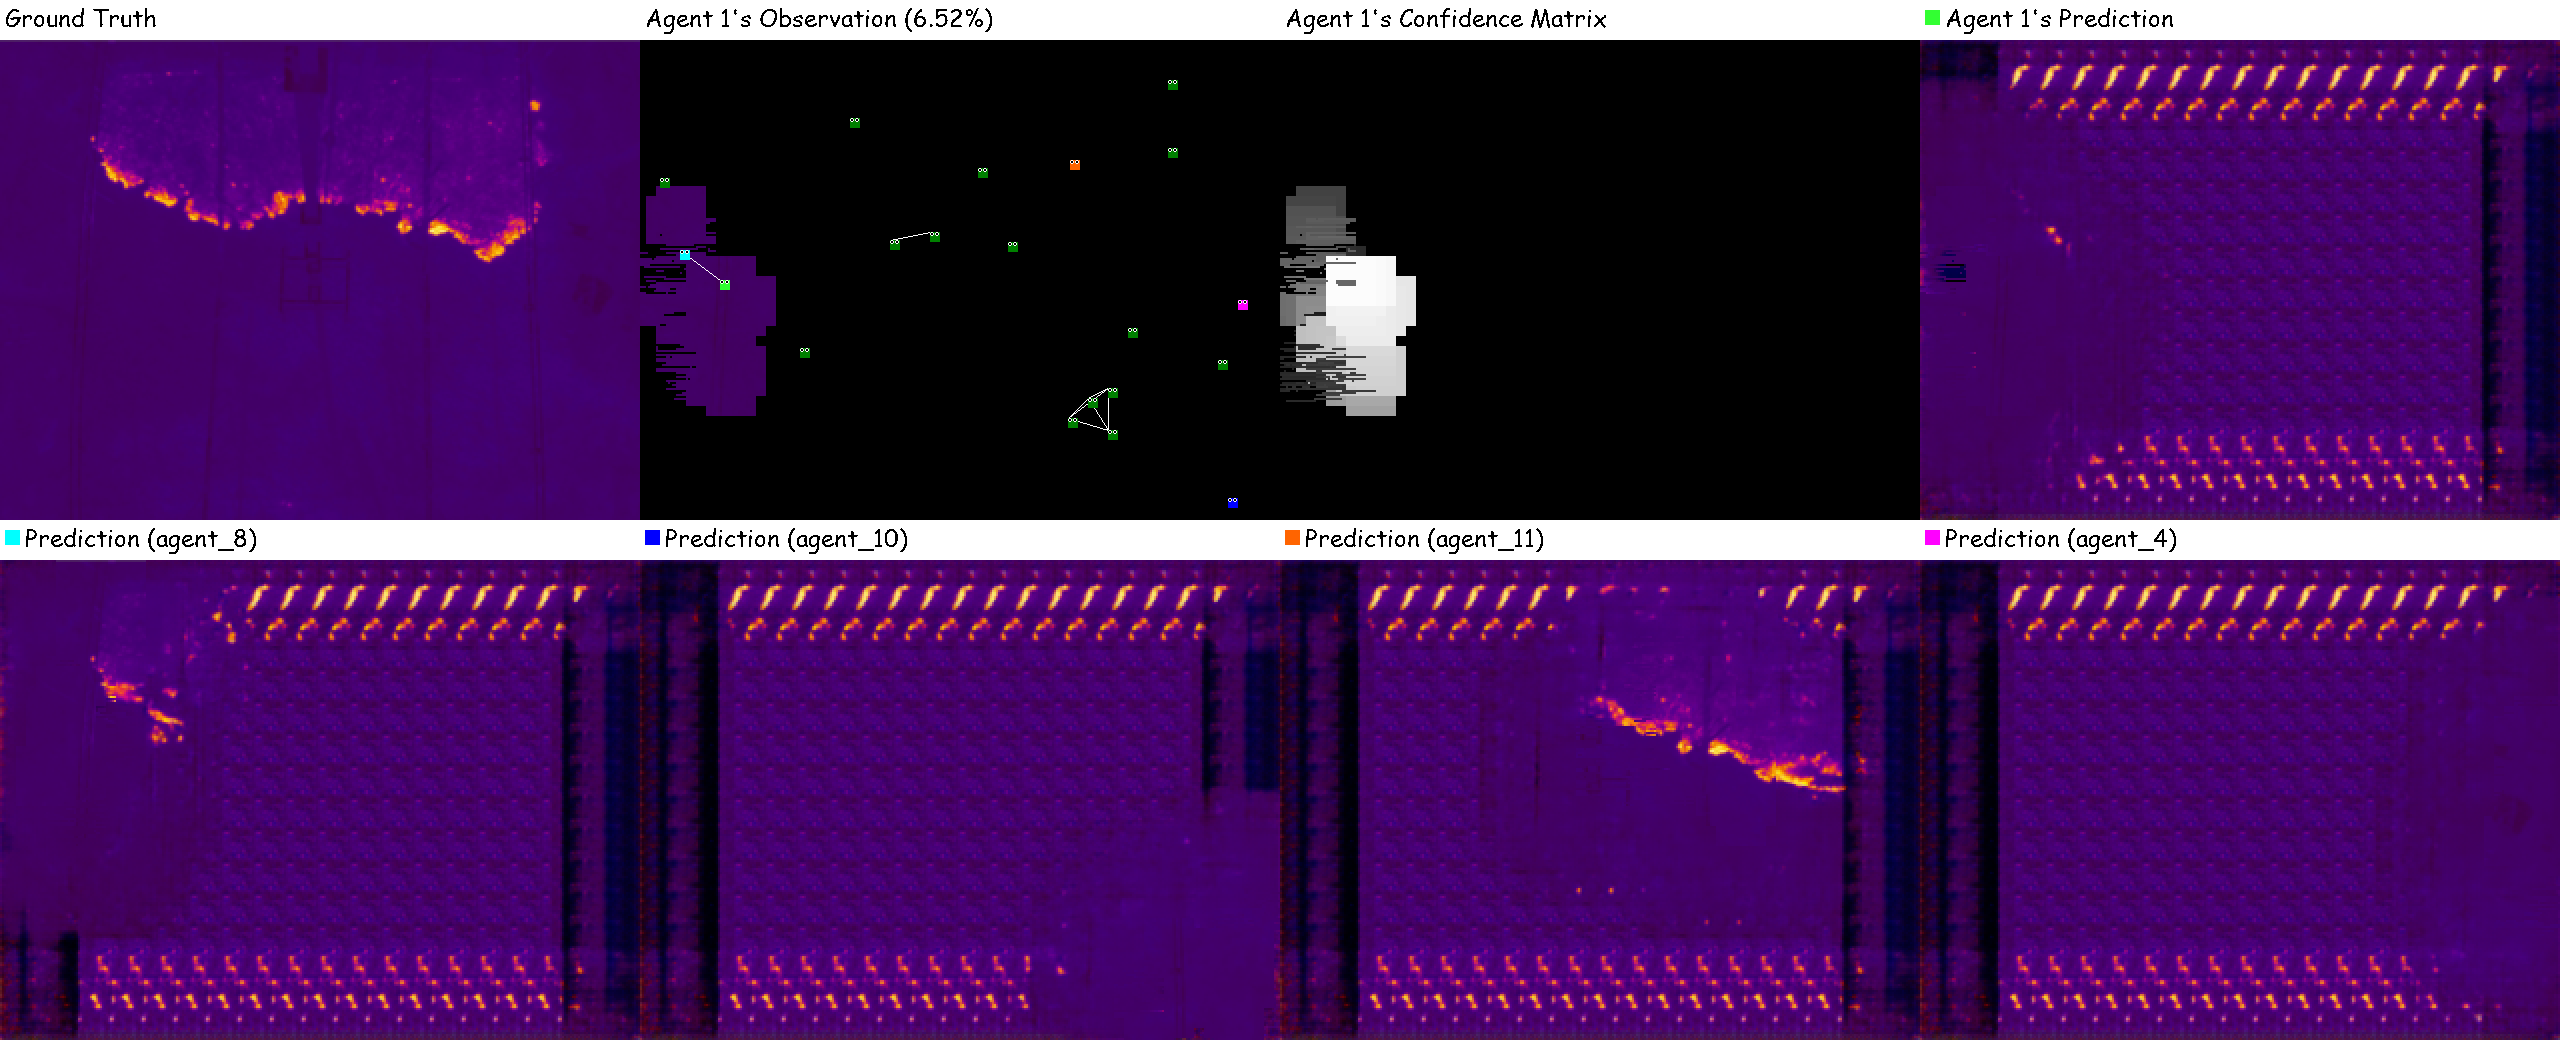 Ground Truth
Agent 1's Observation (6.52%)
Agent 1's Confidence Matrix
Agent 1's Prediction
Prediction (agent_8)
Prediction (agent_10)
Prediction (agent_11)
Prediction (agent_4)